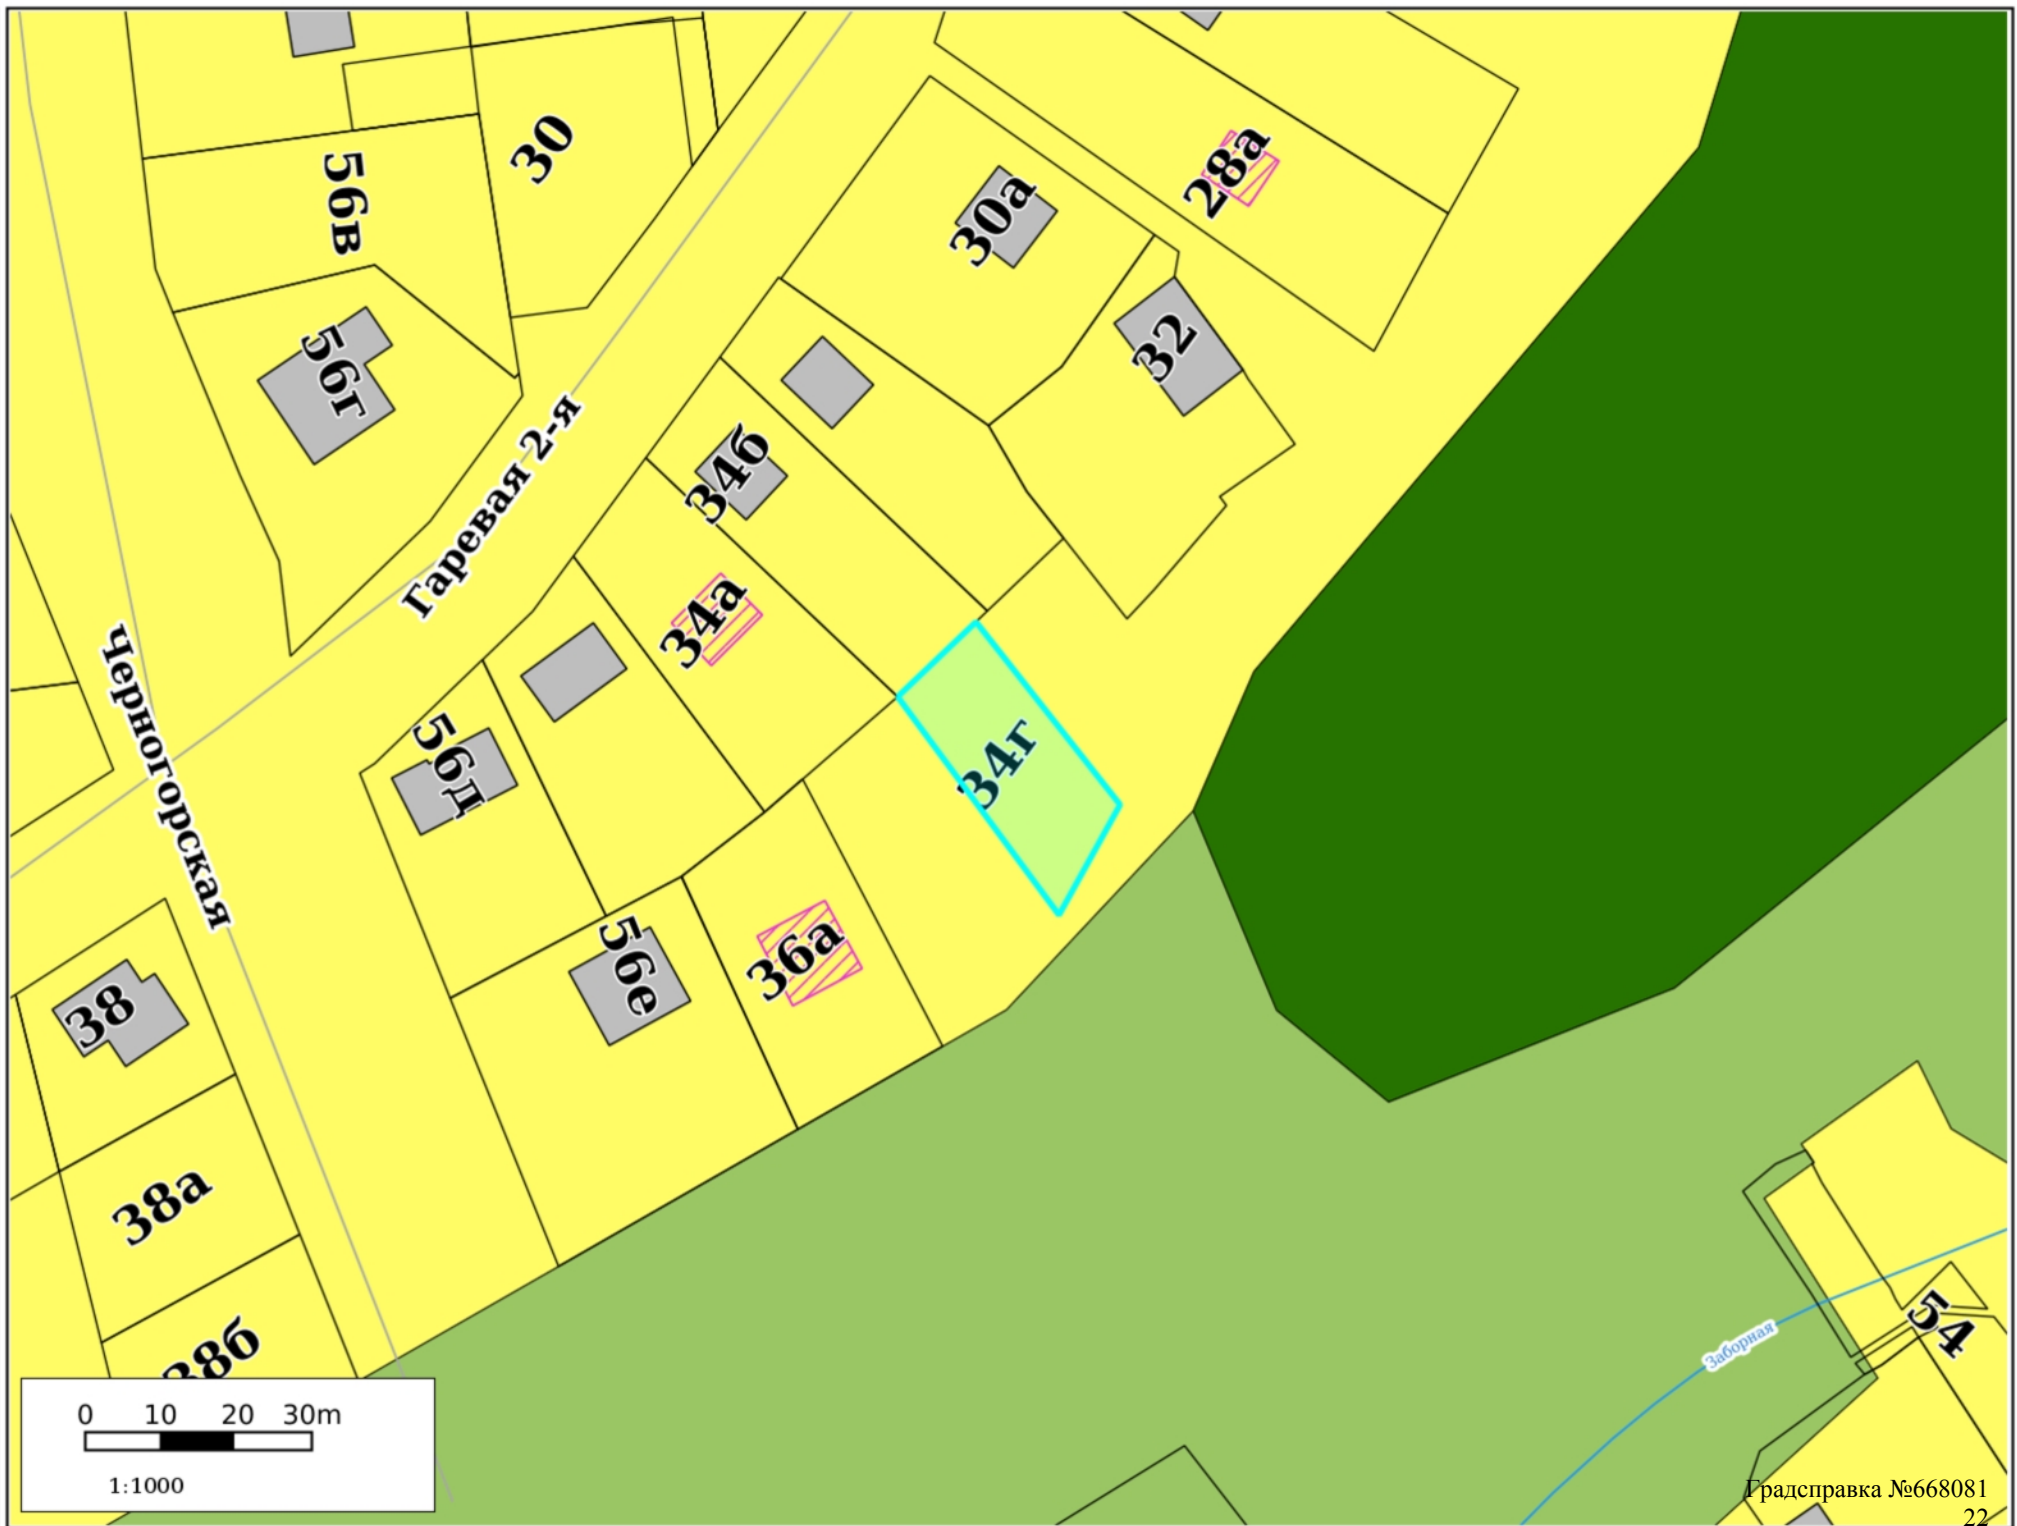 30
56в
28а
30а
32
56г
Гаревая 2-я
34б
34а
Черногорская
34г
56д
56е
36а
38
38а
38б
54
Заборная
0 10 20 30m
1:1000
Градсправка №668081
22